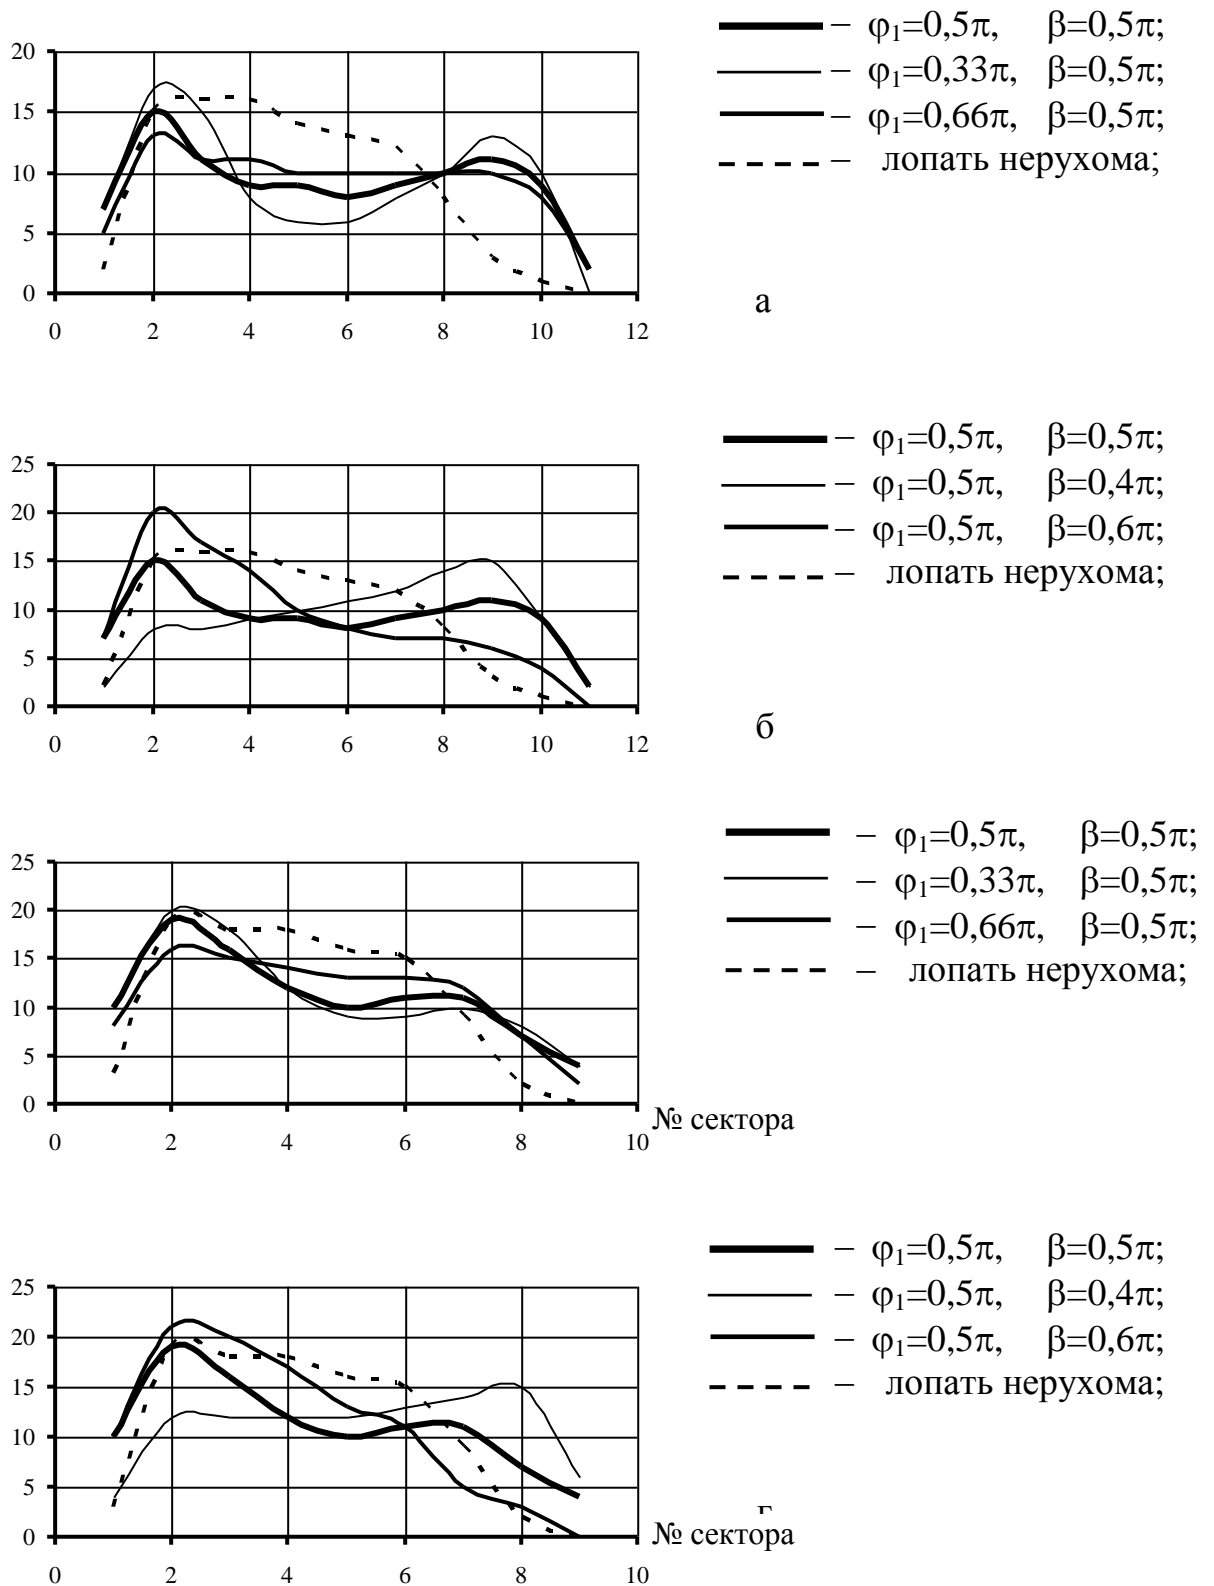 – φ₁=0,5π, β=0,5π;
– φ₁=0,33π, β=0,5π;
– φ₁=0,66π, β=0,5π;
– лопать нерухома;
20
15
10
5
0
0 2 4 6 8 10 12
а
– φ₁=0,5π, β=0,5π;
– φ₁=0,5π, β=0,4π;
– φ₁=0,5π, β=0,6π;
– лопать нерухома;
25
20
15
10
5
0
0 2 4 6 8 10 12
б
– φ₁=0,5π, β=0,5π;
– φ₁=0,33π, β=0,5π;
– φ₁=0,66π, β=0,5π;
– лопать нерухома;
25
20
15
10
5
0
0 2 4 6 8 10
№ сектора
– φ₁=0,5π, β=0,5π;
– φ₁=0,5π, β=0,4π;
– φ₁=0,5π, β=0,6π;
– лопать нерухома;
25
20
15
10
5
0
0 2 4 6 8 10
№ сектора